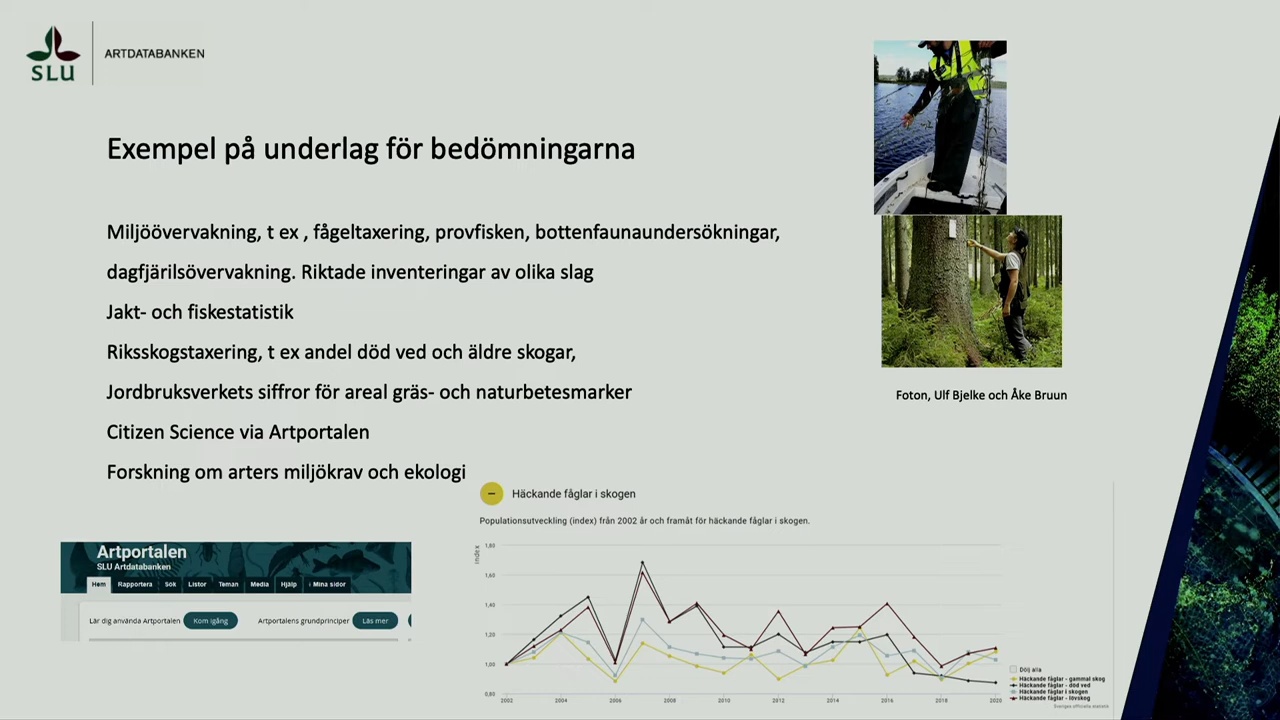 SLU
ARTDATABANKEN
Exempel på underlag för bedömningarna
Miljöövervakning, t ex , fågeltaxering, provfisken, bottenfaunaundersökningar,
dagfjärilsövervakning. Riktade inventeringar av olika slag
Jakt- och fiskestatistik
Riksskogstaxering, t ex andel död ved och äldre skogar,
Jordbruksverkets siffror för areal gräs- och naturbetesmarker
Citizen Science via Artportalen
Forskning om arters miljökrav och ekologi
Foton, Ulf Bjelke och Åke Bruun
Artportalen
SLU Artdatabanken
Hem Rapportera Sök Listor Teman Media Hjälp Mina sidor
Lär dig använda Artportalen Kom igång Artportalens grundprinciper Läs mer
Häckande fåglar i skogen
Populationsutveckling (index) från 2002 år och framåt för häckande fåglar i skogen.
index
1,80
1,60
1,40
1,20
1,00
0,80
2002 2004 2006 2008 2010 2012 2014 2016 2018 2020
Dölj alla
Häckande fåglar - gammal skog
Häckande fåglar - död ved
Häckande fåglar i skogen
Häckande fåglar - lövskog
Sveriges officiella statistik